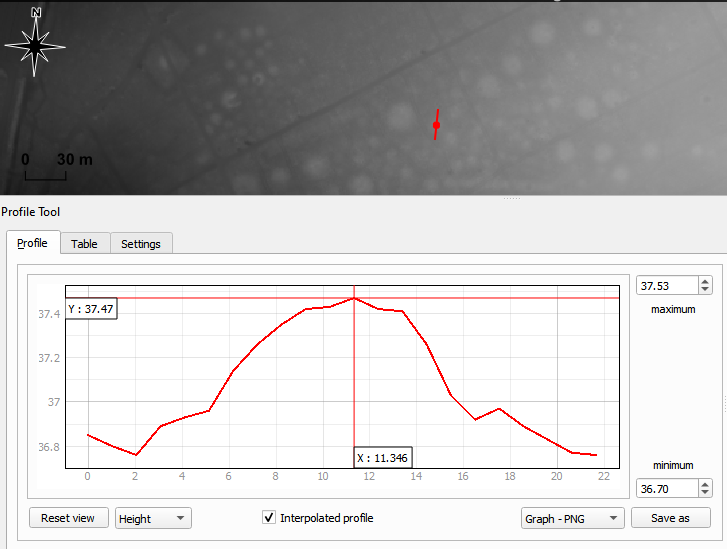 N
0 30 m
Profile Tool
Profile Table Settings
37.53
maximum
Y : 37.47
37.4
37.2
37
36.8
X : 11.346
0 2 4 6 8 10 12 14 16 18 20 22
minimum
36.70
Reset view Height Interpolated profile Graph - PNG Save as